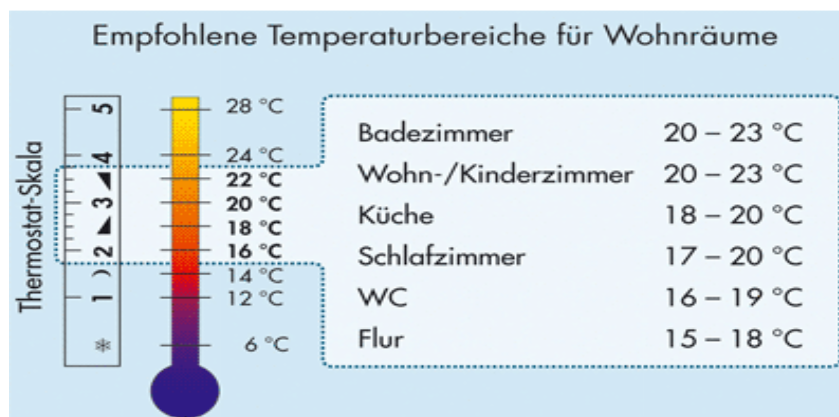 Empfohlene Temperaturbereiche für Wohnräume
Thermostat-Skala
5
4
3
2
1
28 °C
24 °C
22 °C
20 °C
18 °C
16 °C
14 °C
12 °C
6 °C
Badezimmer 20 – 23 °C
Wohn-/Kinderzimmer 20 – 23 °C
Küche 18 – 20 °C
Schlafzimmer 17 – 20 °C
WC 16 – 19 °C
Flur 15 – 18 °C